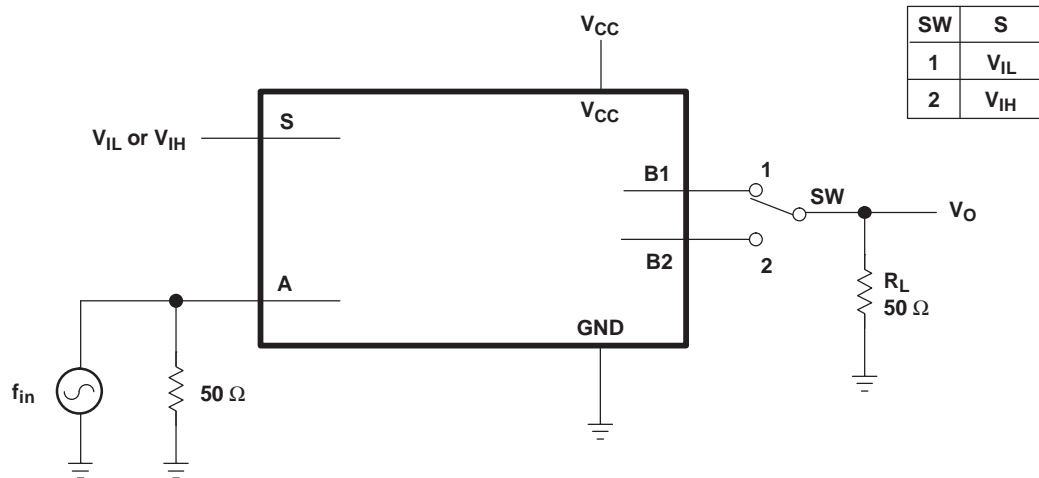 SW S
1 V_IL
2 V_IH
V_CC
V_CC
S
V_IL or V_IH
B1
1
SW
V_O
B2
2
A
R_L
50 Ω
GND
f_in
50 Ω